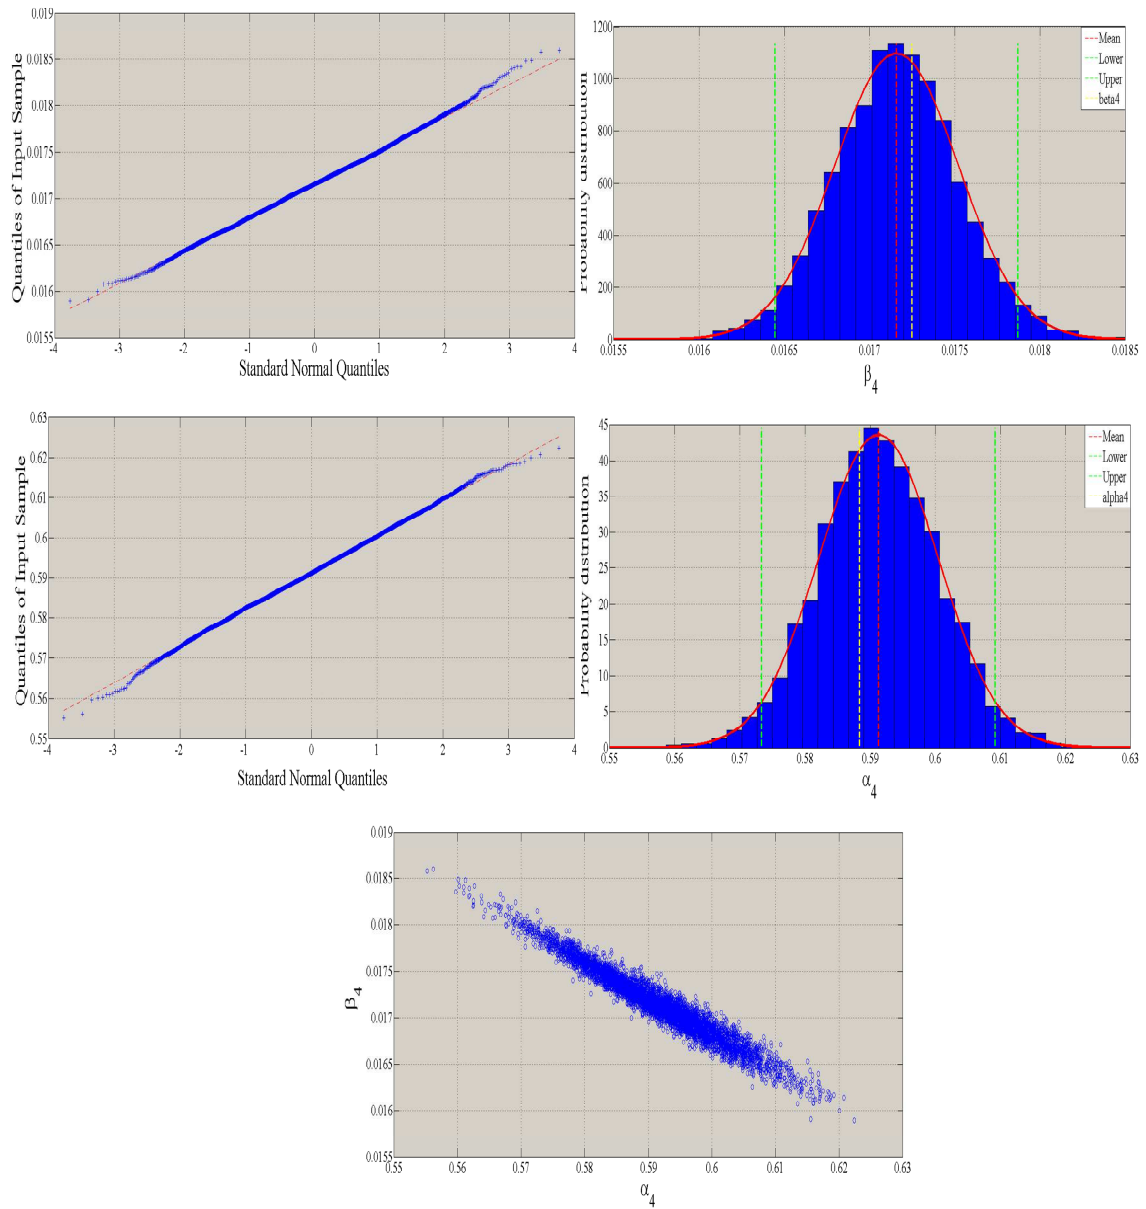 0.019
0.0185
0.018
0.0175
0.017
0.0165
0.016
0.0155
Quantiles of Input Sample
-4 -3 -2 -1 0 1 2 3 4
Standard Normal Quantiles
1200
1000
800
600
400
200
0
Probability distribution
0.0155 0.016 0.0165 0.017 0.0175 0.018 0.0185
β4
Mean
Lower
Upper
beta4
0.63
0.62
0.61
0.6
0.59
0.58
0.57
0.56
0.55
Quantiles of Input Sample
-4 -3 -2 -1 0 1 2 3 4
Standard Normal Quantiles
45
40
35
30
25
20
15
10
5
0
Probability distribution
0.55 0.56 0.57 0.58 0.59 0.6 0.61 0.62 0.63
α4
Mean
Lower
Upper
alpha4
0.019
0.0185
0.018
0.0175
0.017
0.0165
0.016
0.0155
β4
0.55 0.56 0.57 0.58 0.59 0.6 0.61 0.62 0.63
α4